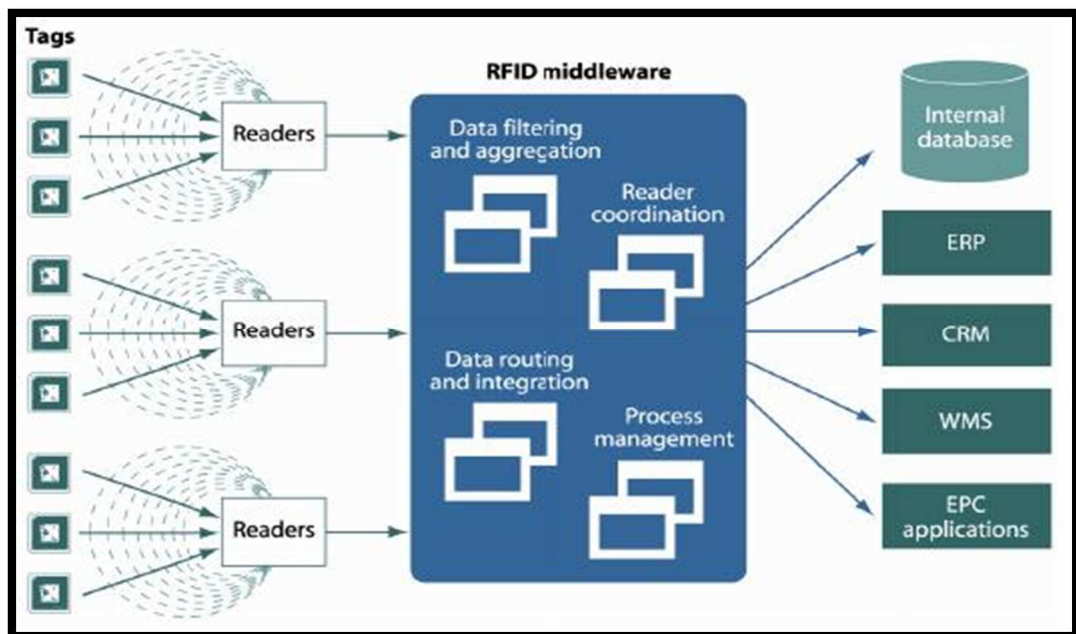 Tags
RFID middleware
Readers
Readers
Readers
Data filtering
and aggregation
Reader
coordination
Data routing
and integration
Process
management
Internal
database
ERP
CRM
WMS
EPC
applications